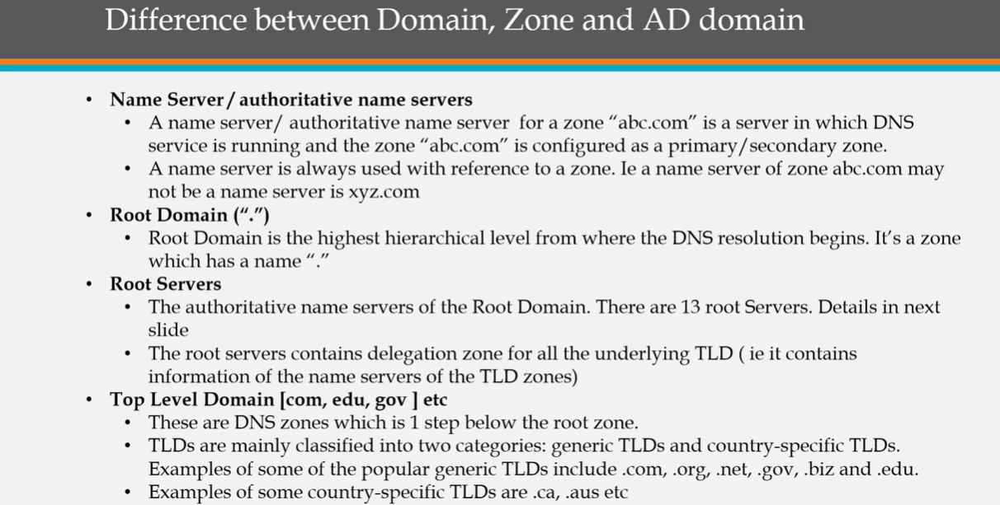 Difference between Domain, Zone and AD domain
• Name Server / authoritative name servers
• A name server/ authoritative name server for a zone “abc.com” is a server in which DNS
service is running and the zone “abc.com” is configured as a primary/secondary zone.
• A name server is always used with reference to a zone. Ie a name server of zone abc.com may
not be a name server is xyz.com
• Root Domain (“.”)
• Root Domain is the highest hierarchical level from where the DNS resolution begins. It’s a zone
which has a name “.”
• Root Servers
• The authoritative name servers of the Root Domain. There are 13 root Servers. Details in next
slide
• The root servers contains delegation zone for all the underlying TLD ( ie it contains
information of the name servers of the TLD zones)
• Top Level Domain [com, edu, gov ] etc
• These are DNS zones which is 1 step below the root zone.
• TLDs are mainly classified into two categories: generic TLDs and country-specific TLDs.
Examples of some of the popular generic TLDs include .com, .org, .net, .gov, .biz and .edu.
• Examples of some country-specific TLDs are .ca, .aus etc